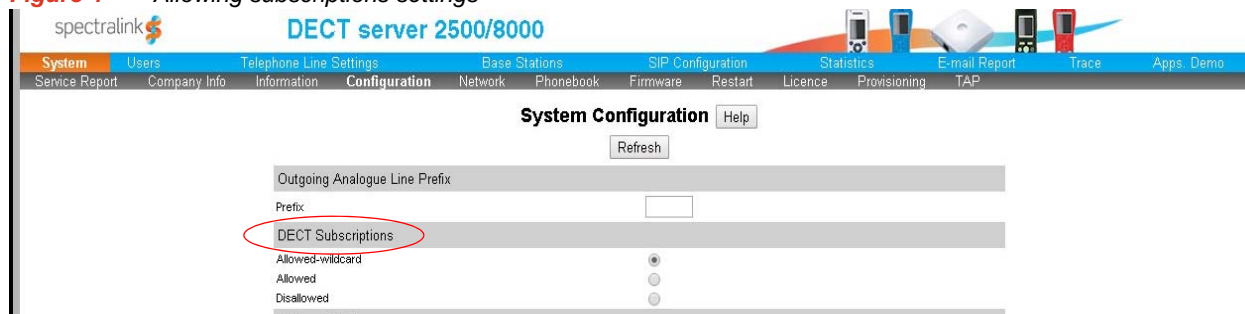 Allowing subscriptions settings
spectralink DECT server 2500/8000
System Users Telephone Line Settings Base Stations SIP Configuration Statistics E-mail Report Trace Apps. Demo
Service Report Company Info Information Configuration Network Phonebook Firmware Restart Licence Provisioning TAP
System Configuration Help
Refresh
Outgoing Analogue Line Prefix
Prefix
DECT Subscriptions
Allowed-wildcard
Allowed
Disallowed